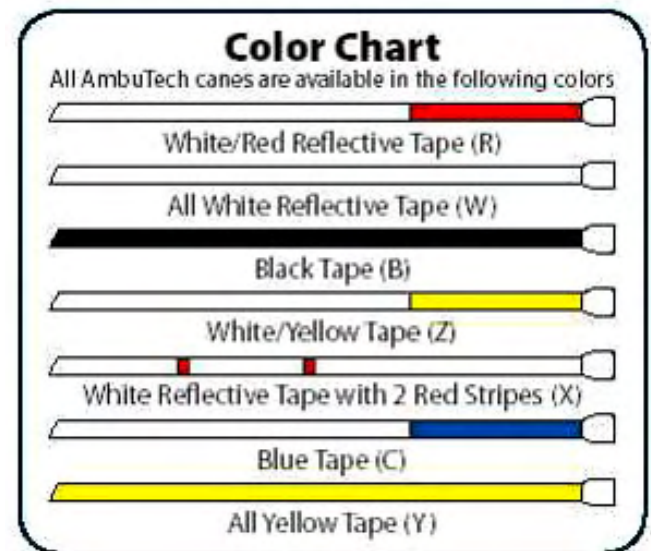 Color Chart
All AmbuTech canes are available in the following colors
White/Red Reflective Tape (R)
All White Reflective Tape (W)
Black Tape (B)
White/Yellow Tape (Z)
White Reflective Tape with 2 Red Stripes (X)
Blue Tape (C)
All Yellow Tape (Y)